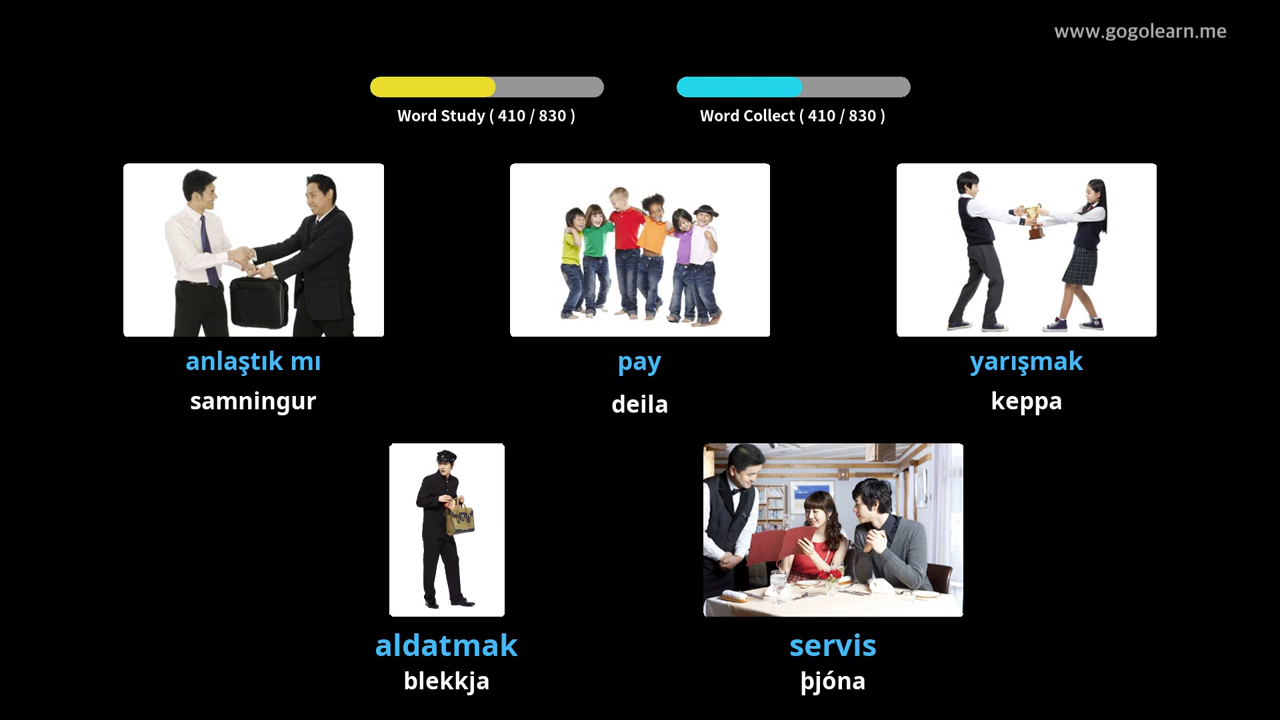 www.gogolearn.me
Word Study ( 410 / 830 )
Word Collect ( 410 / 830 )
anlaştık mı
samningur
pay
deila
yarışmak
keppa
aldatmak
blekkja
servis
þjóna